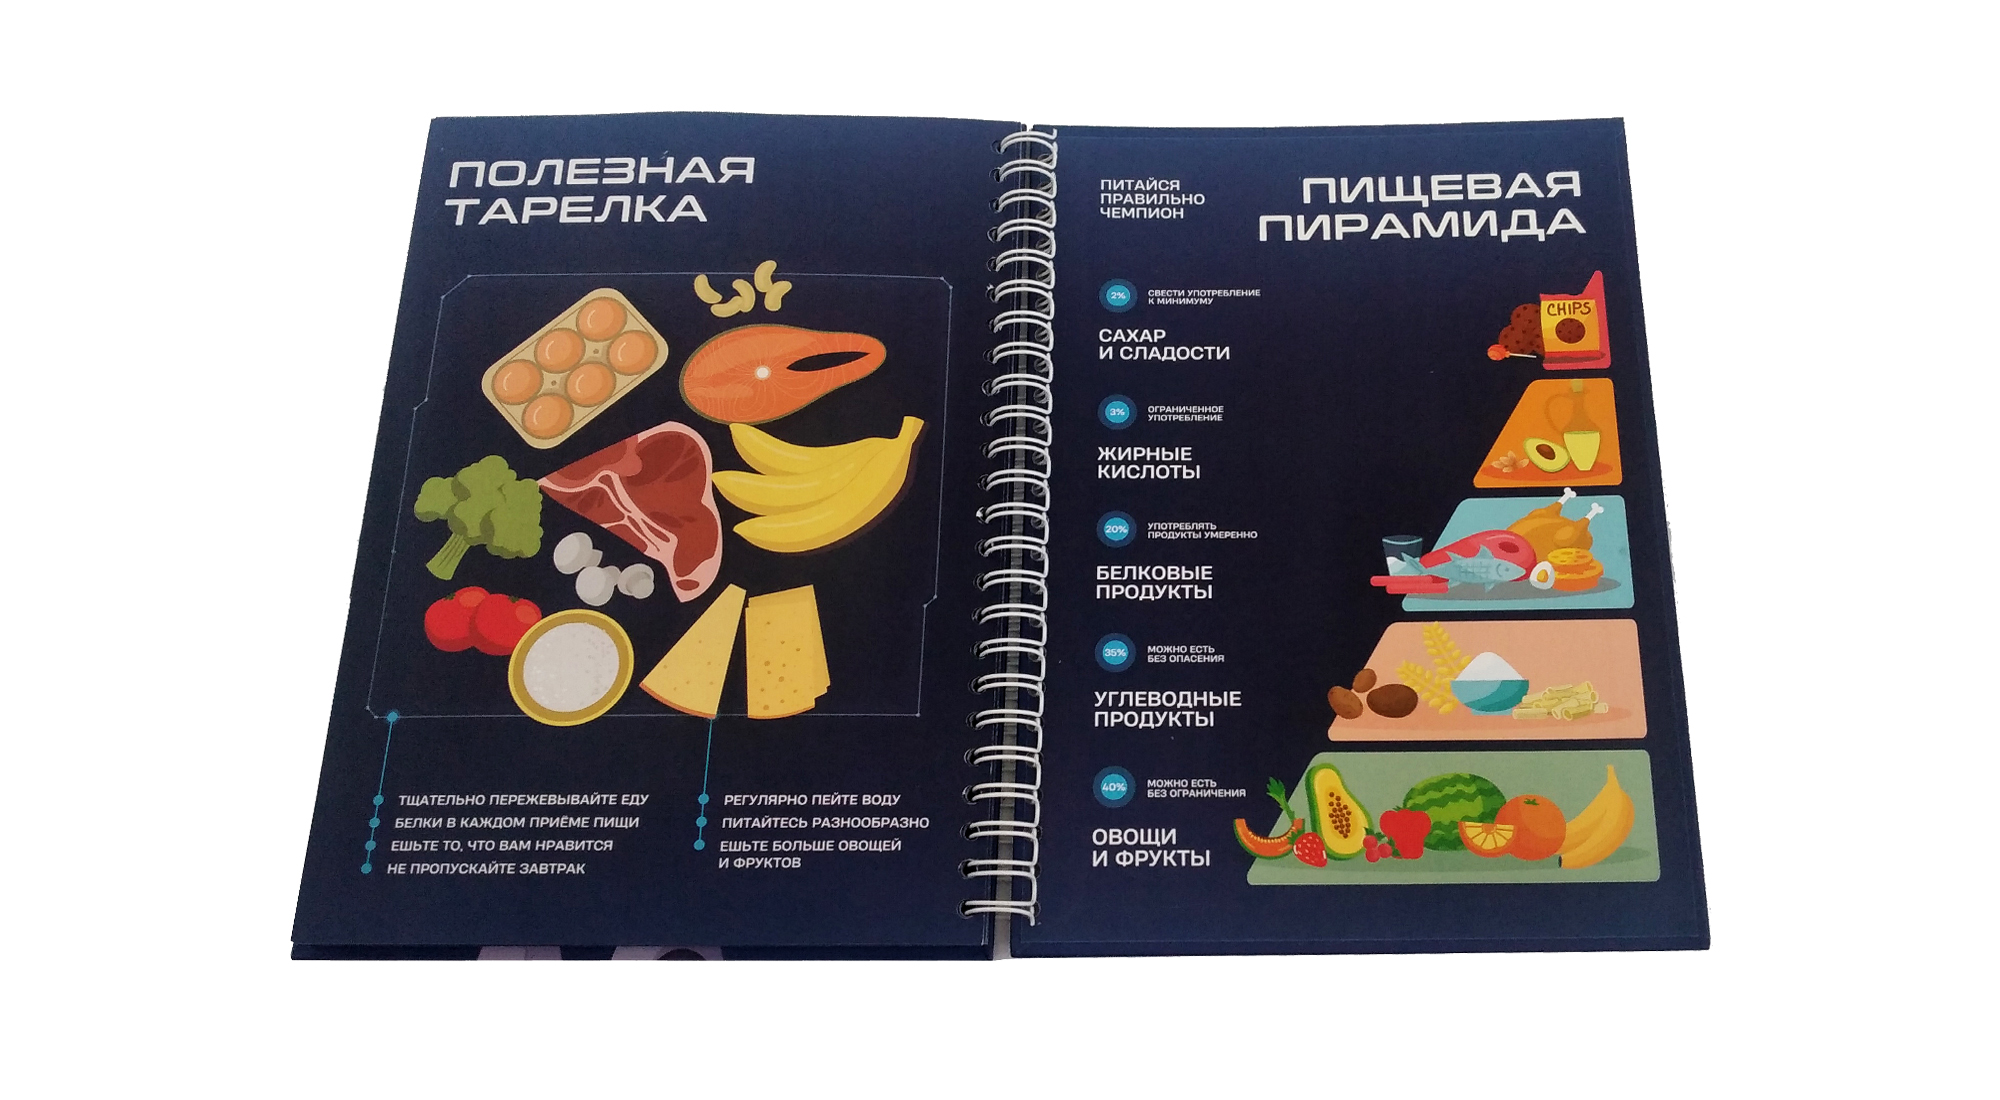 ПОЛЕЗНАЯ
ТАРЕЛКА
ТЩАТЕЛЬНО ПЕРЕЖЕВЫВАЙТЕ ЕДУ
БЕЛКИ В КАЖДОМ ПРИЁМЕ ПИЩИ
ЕШЬТЕ ТО, ЧТО ВАМ НРАВИТСЯ
НЕ ПРОПУСКАЙТЕ ЗАВТРАК
РЕГУЛЯРНО ПЕЙТЕ ВОДУ
ПИТАЙТЕСЬ РАЗНООБРАЗНО
ЕШЬТЕ БОЛЬШЕ ОВОЩЕЙ
И ФРУКТОВ
ПИТАЙСЯ
ПРАВИЛЬНО
ЧЕМПИОН
ПИЩЕВАЯ
ПИРАМИДА
2%
СВЕСТИ УПОТРЕБЛЕНИЕ
К МИНИМУМУ
САХАР
И СЛАДОСТИ
CHIPS
3%
ОГРАНИЧЕННОЕ
УПОТРЕБЛЕНИЕ
ЖИРНЫЕ
КИСЛОТЫ
20%
УПОТРЕБЛЯТЬ
ПРОДУКТЫ УМЕРЕННО
БЕЛКОВЫЕ
ПРОДУКТЫ
35%
МОЖНО ЕСТЬ
БЕЗ ОПАСЕНИЯ
УГЛЕВОДНЫЕ
ПРОДУКТЫ
40%
МОЖНО ЕСТЬ
БЕЗ ОГРАНИЧЕНИЯ
ОВОЩИ
И ФРУКТЫ